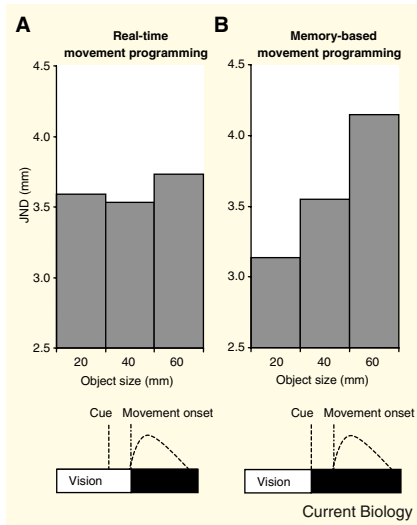 A
Real-time
movement programming
4.5
4.0
3.5
3.0
2.5
JND (mm)
20 40 60
Object size (mm)
Cue Movement onset
Vision
B
Memory-based
movement programming
4.5
4.0
3.5
3.0
2.5
20 40 60
Object size (mm)
Cue Movement onset
Vision
Current Biology